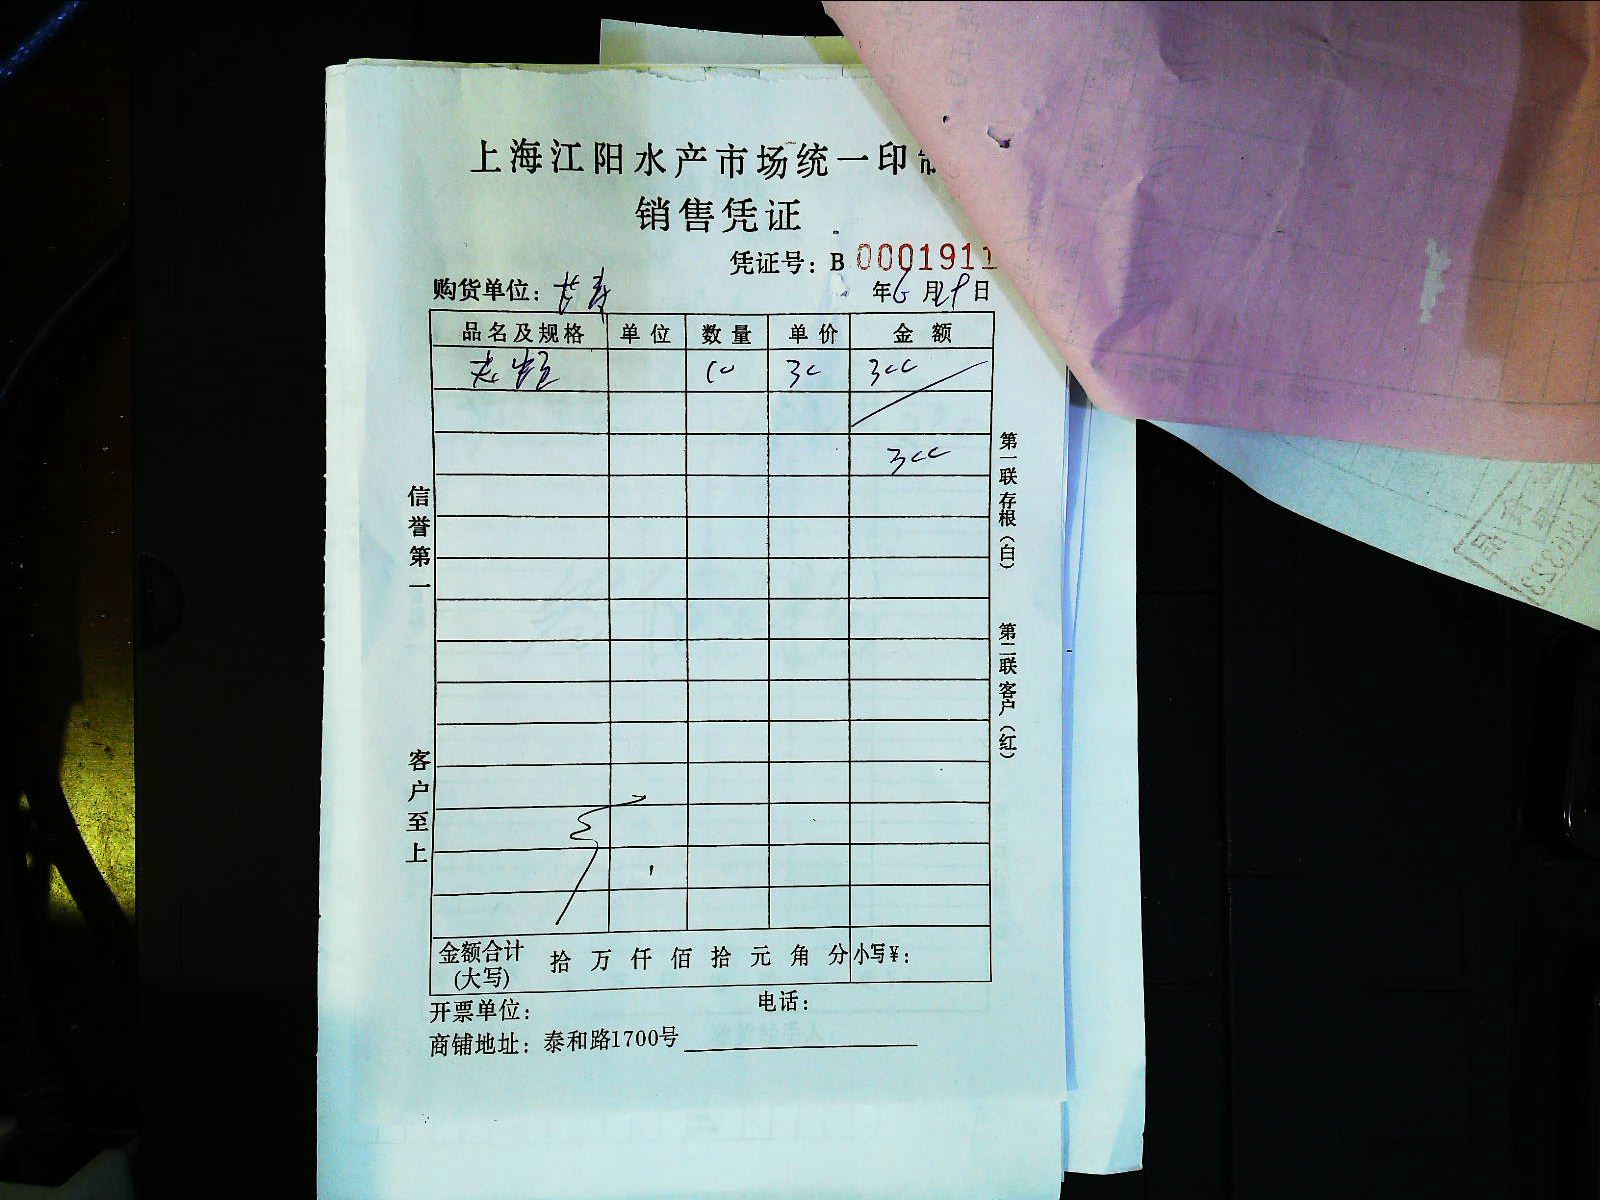 上海江阳水产市场统一印
销售凭证
凭证号：B 0001911
购货单位：长寿 年6月 日
品名及规格 单位 数量 单价 金额
10 30 300
300
信誉第一
客户至上
第一联存根（白）
第二联客户（红）
金额合计（大写） 拾 万 仟 佰 拾 元 角 分 小写¥：
开票单位： 电话：
商铺地址：泰和路1700号